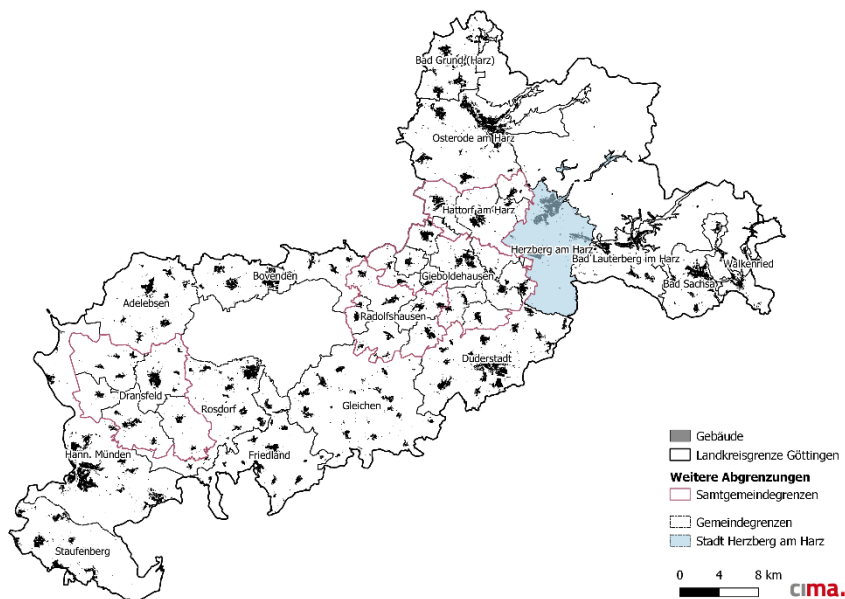 Bad Grund (Harz)
Osterode am Harz
Hattorf am Harz
Herzberg am Harz
Bad Lauterberg im Harz
Walkenried
Bad Sachsa
Bovenden
Gieboldehausen
Adelebsen
Radolfshausen
Duderstadt
Dransfeld
Rosdorf
Gleichen
Hann. Münden
Friedland
Staufenberg
Gebäude
Landkreisgrenze Göttingen
Weitere Abgrenzungen
Samtgemeindegrenzen
Gemeindegrenzen
Stadt Herzberg am Harz
0 4 8 km
cima.